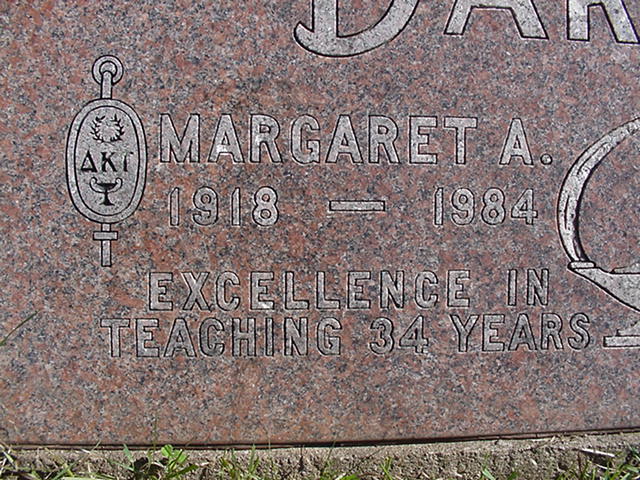 MARGARET A.
ΔΚΓ
1918 — 1984
EXCELLENCE IN
TEACHING 34 YEARS